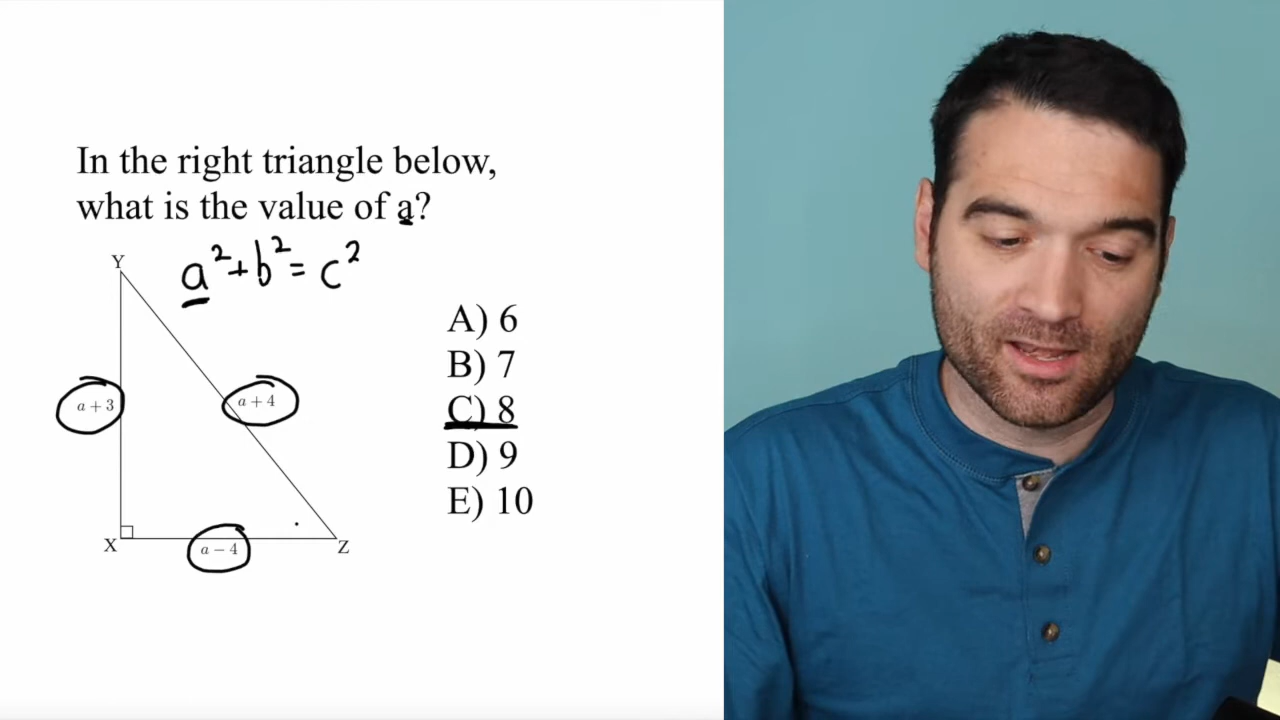 In the right triangle below,
what is the value of a?
a² + b² = c²
Y
a + 3
a + 4
X
a − 4
Z
A) 6
B) 7
C) 8
D) 9
E) 10